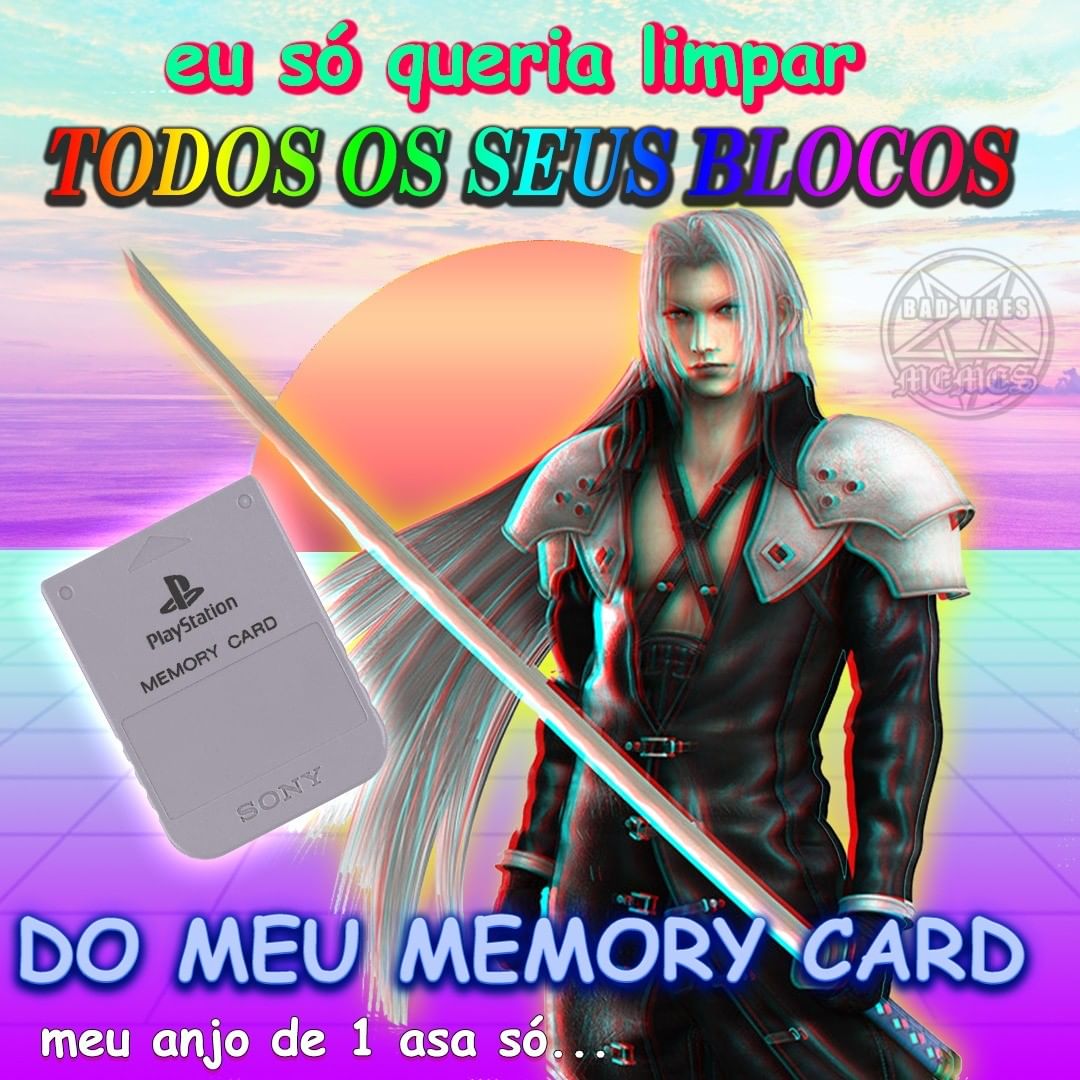 eu só queria limpar
TODOS OS SEUS BLOCOS
BAD VIBES
MEMES
PlayStation
MEMORY CARD
SONY
DO MEU MEMORY CARD
meu anjo de 1 asa só...